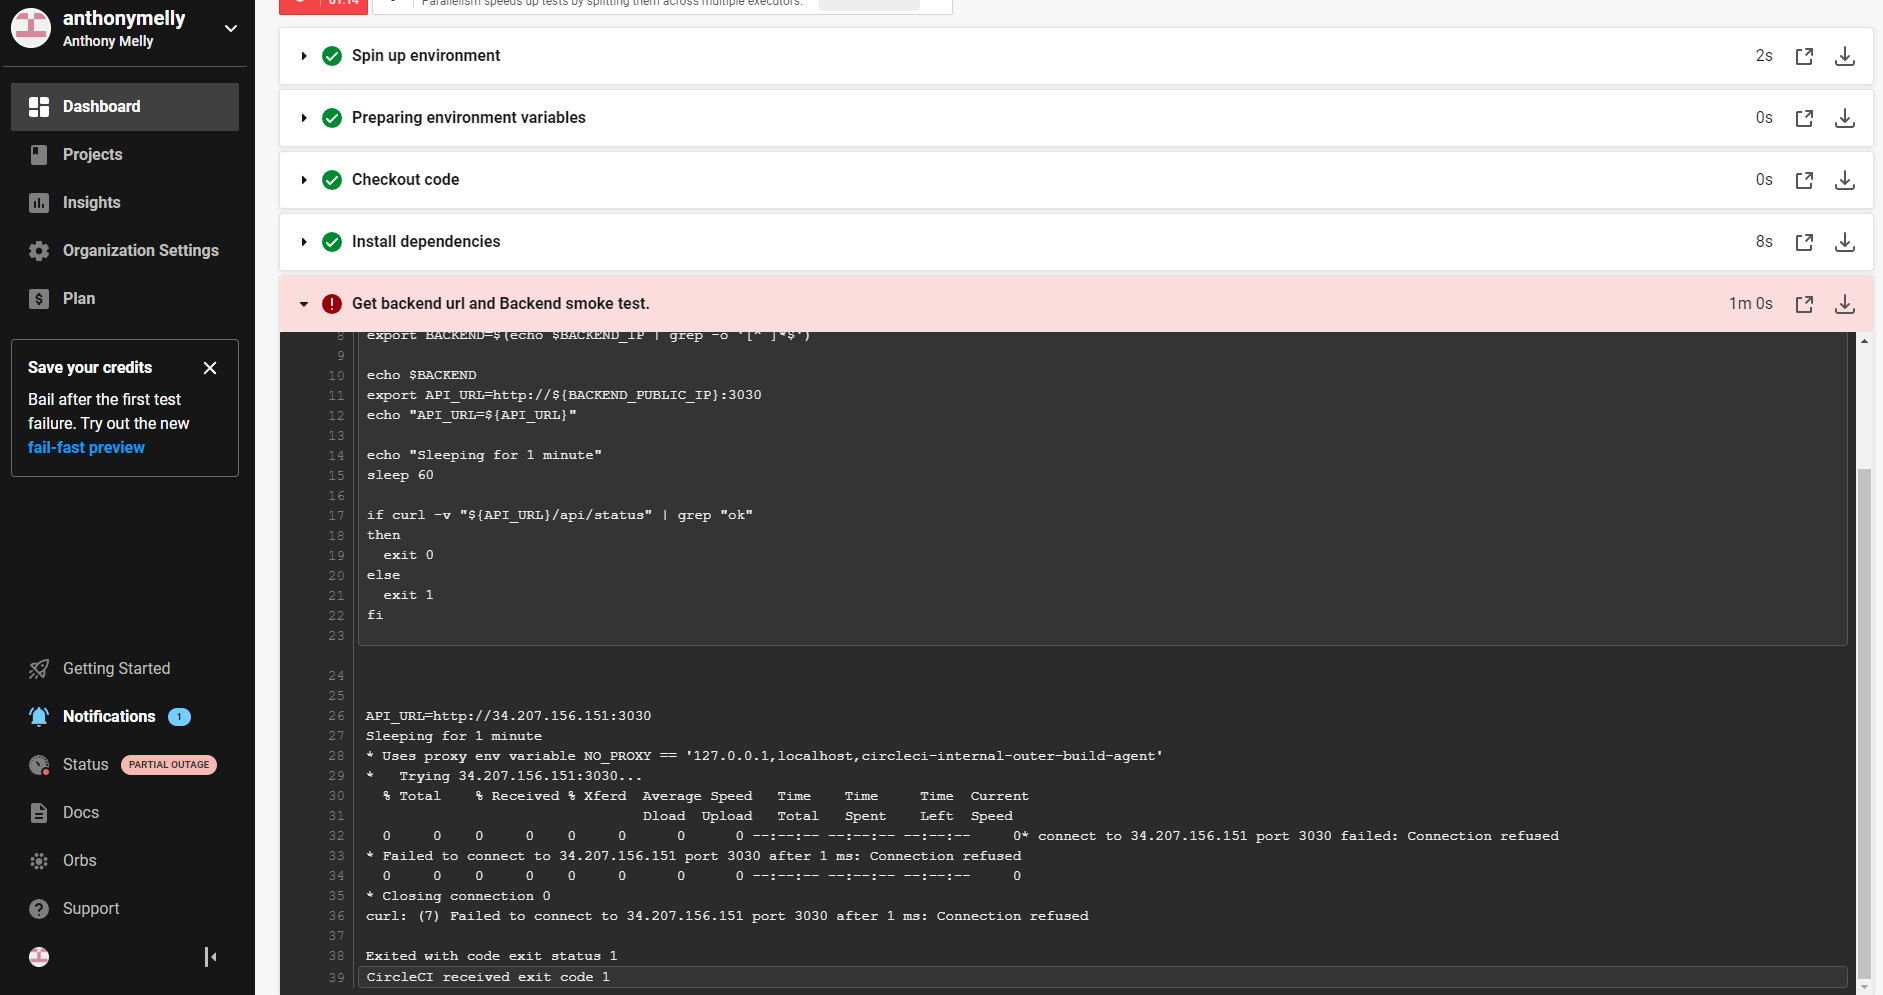 anthonymelly
Anthony Melly
Dashboard
Projects
Insights
Organization Settings
Plan
Save your credits
Bail after the first test
failure. Try out the new
fail-fast preview
Getting Started
Notifications 1
Status PARTIAL OUTAGE
Docs
Orbs
Support
01:14
Parallelism speeds up tests by splitting them across multiple executors.
Spin up environment 2s
Preparing environment variables 0s
Checkout code 0s
Install dependencies 8s
Get backend url and Backend smoke test. 1m 0s
8 export BACKEND=$(echo $BACKEND_IP | grep -o '[^ ]*$')
9
10 echo $BACKEND
11 export API_URL=http://${BACKEND_PUBLIC_IP}:3030
12 echo "API_URL=${API_URL}"
13
14 echo "Sleeping for 1 minute"
15 sleep 60
16
17 if curl -v "${API_URL}/api/status" | grep "ok"
18 then
19   exit 0
20 else
21   exit 1
22 fi
23
24
25
26 API_URL=http://34.207.156.151:3030
27 Sleeping for 1 minute
28 * Uses proxy env variable NO_PROXY == '127.0.0.1,localhost,circleci-internal-outer-build-agent'
29 *   Trying 34.207.156.151:3030...
30   % Total    % Received % Xferd  Average Speed   Time    Time     Time  Current
31                                  Dload  Upload   Total   Spent    Left  Speed
32   0     0    0     0    0     0      0      0 --:--:-- --:--:-- --:--:--     0* connect to 34.207.156.151 port 3030 failed: Connection refused
33 * Failed to connect to 34.207.156.151 port 3030 after 1 ms: Connection refused
34   0     0    0     0    0     0      0      0 --:--:-- --:--:-- --:--:--     0
35 * Closing connection 0
36 curl: (7) Failed to connect to 34.207.156.151 port 3030 after 1 ms: Connection refused
37
38 Exited with code exit status 1
39 CircleCI received exit code 1